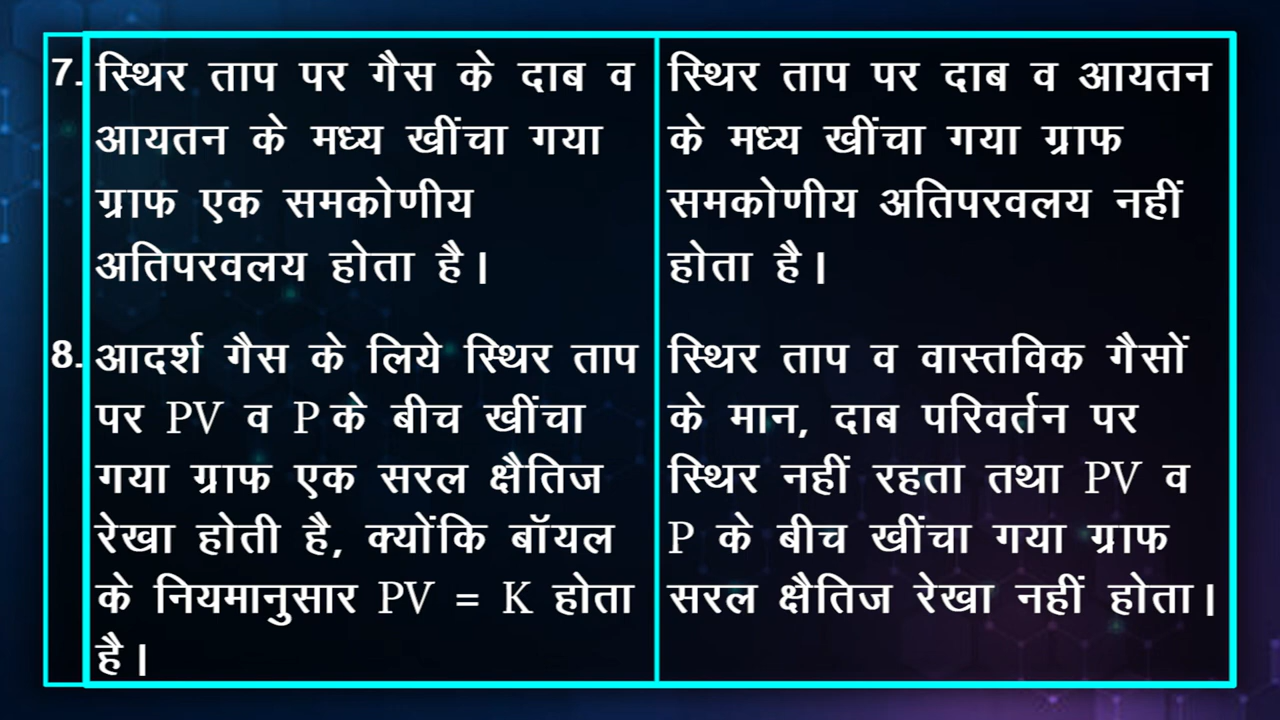 7. स्थिर ताप पर गैस के दाब व
आयतन के मध्य खींचा गया
ग्राफ एक समकोणीय
अतिपरवलय होता है।
स्थिर ताप पर दाब व आयतन
के मध्य खींचा गया ग्राफ
समकोणीय अतिपरवलय नहीं
होता है।
8. आदर्श गैस के लिये स्थिर ताप
पर PV व P के बीच खींचा
गया ग्राफ एक सरल क्षैतिज
रेखा होती है, क्योंकि बॉयल
के नियमानुसार PV = K होता
है।
स्थिर ताप व वास्तविक गैसों
के मान, दाब परिवर्तन पर
स्थिर नहीं रहता तथा PV व
P के बीच खींचा गया ग्राफ
सरल क्षैतिज रेखा नहीं होता।